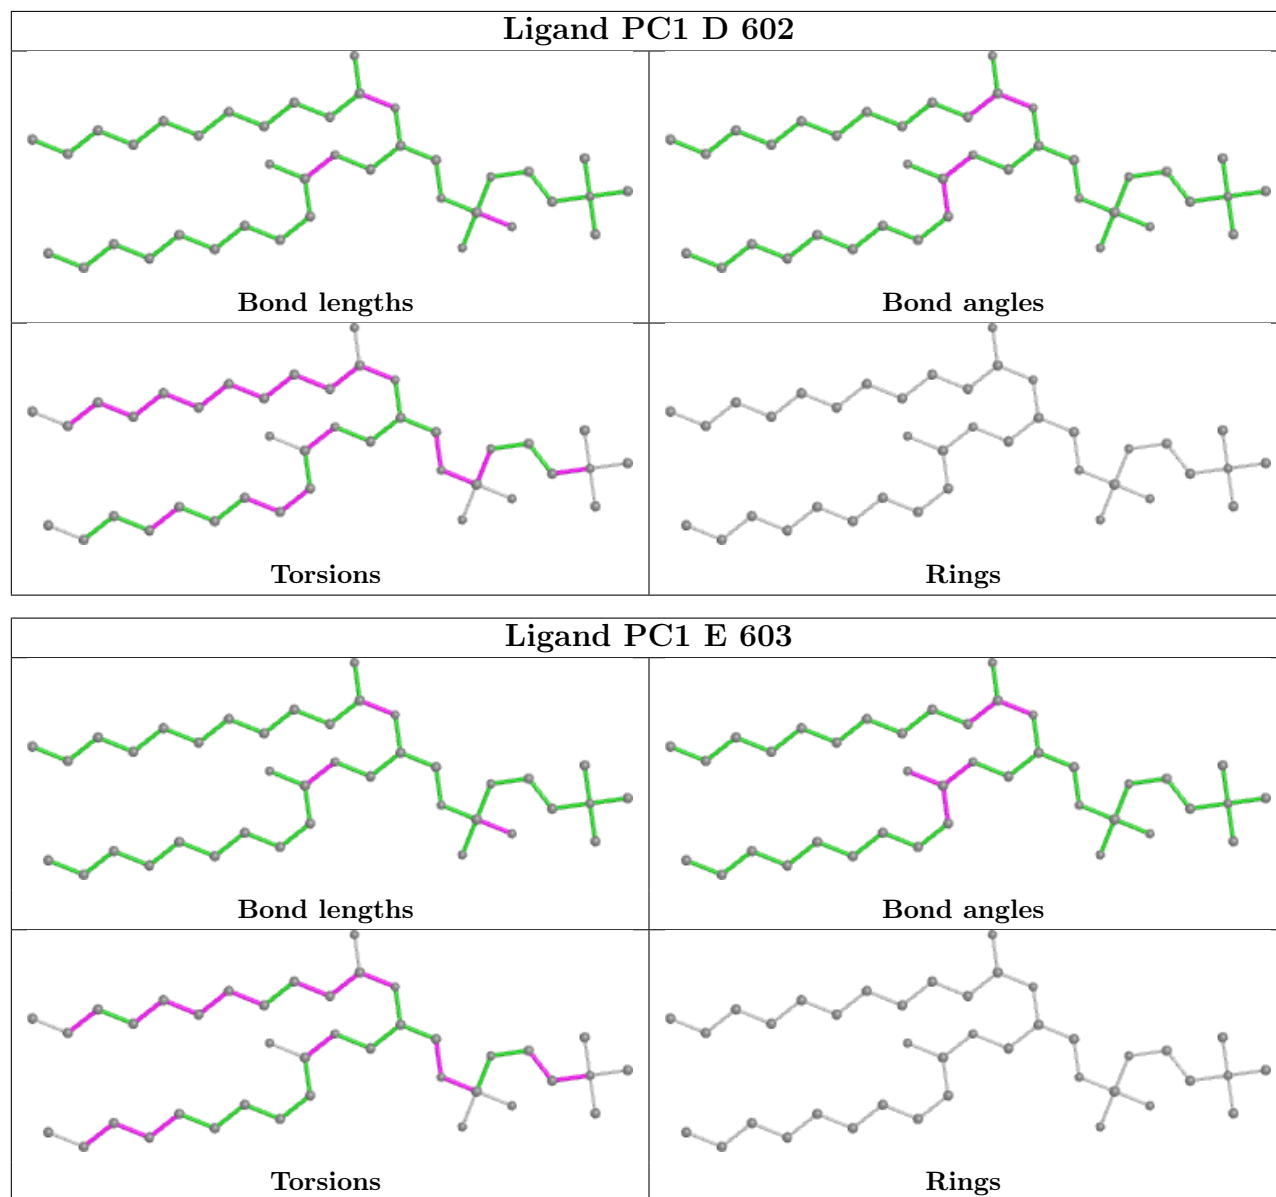 Ligand PC1 D 602
Bond lengths
Bond angles
Torsions
Rings
Ligand PC1 E 603
Bond lengths
Bond angles
Torsions
Rings